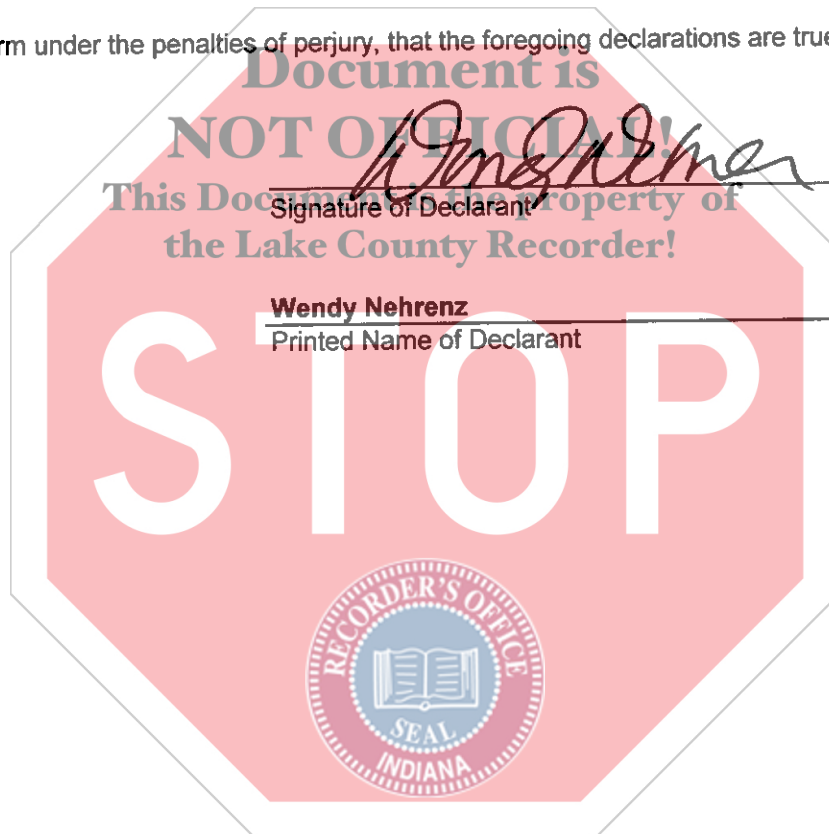 rm under the penalties of perjury, that the foregoing declarations are true
Document is
NOT OFFICIAL!
This Document is the property of
the Lake County Recorder!
Signature of Declarant
Wendy Nehrenz
Printed Name of Declarant
STOP
RECORDER'S OFFICE
SEAL
INDIANA